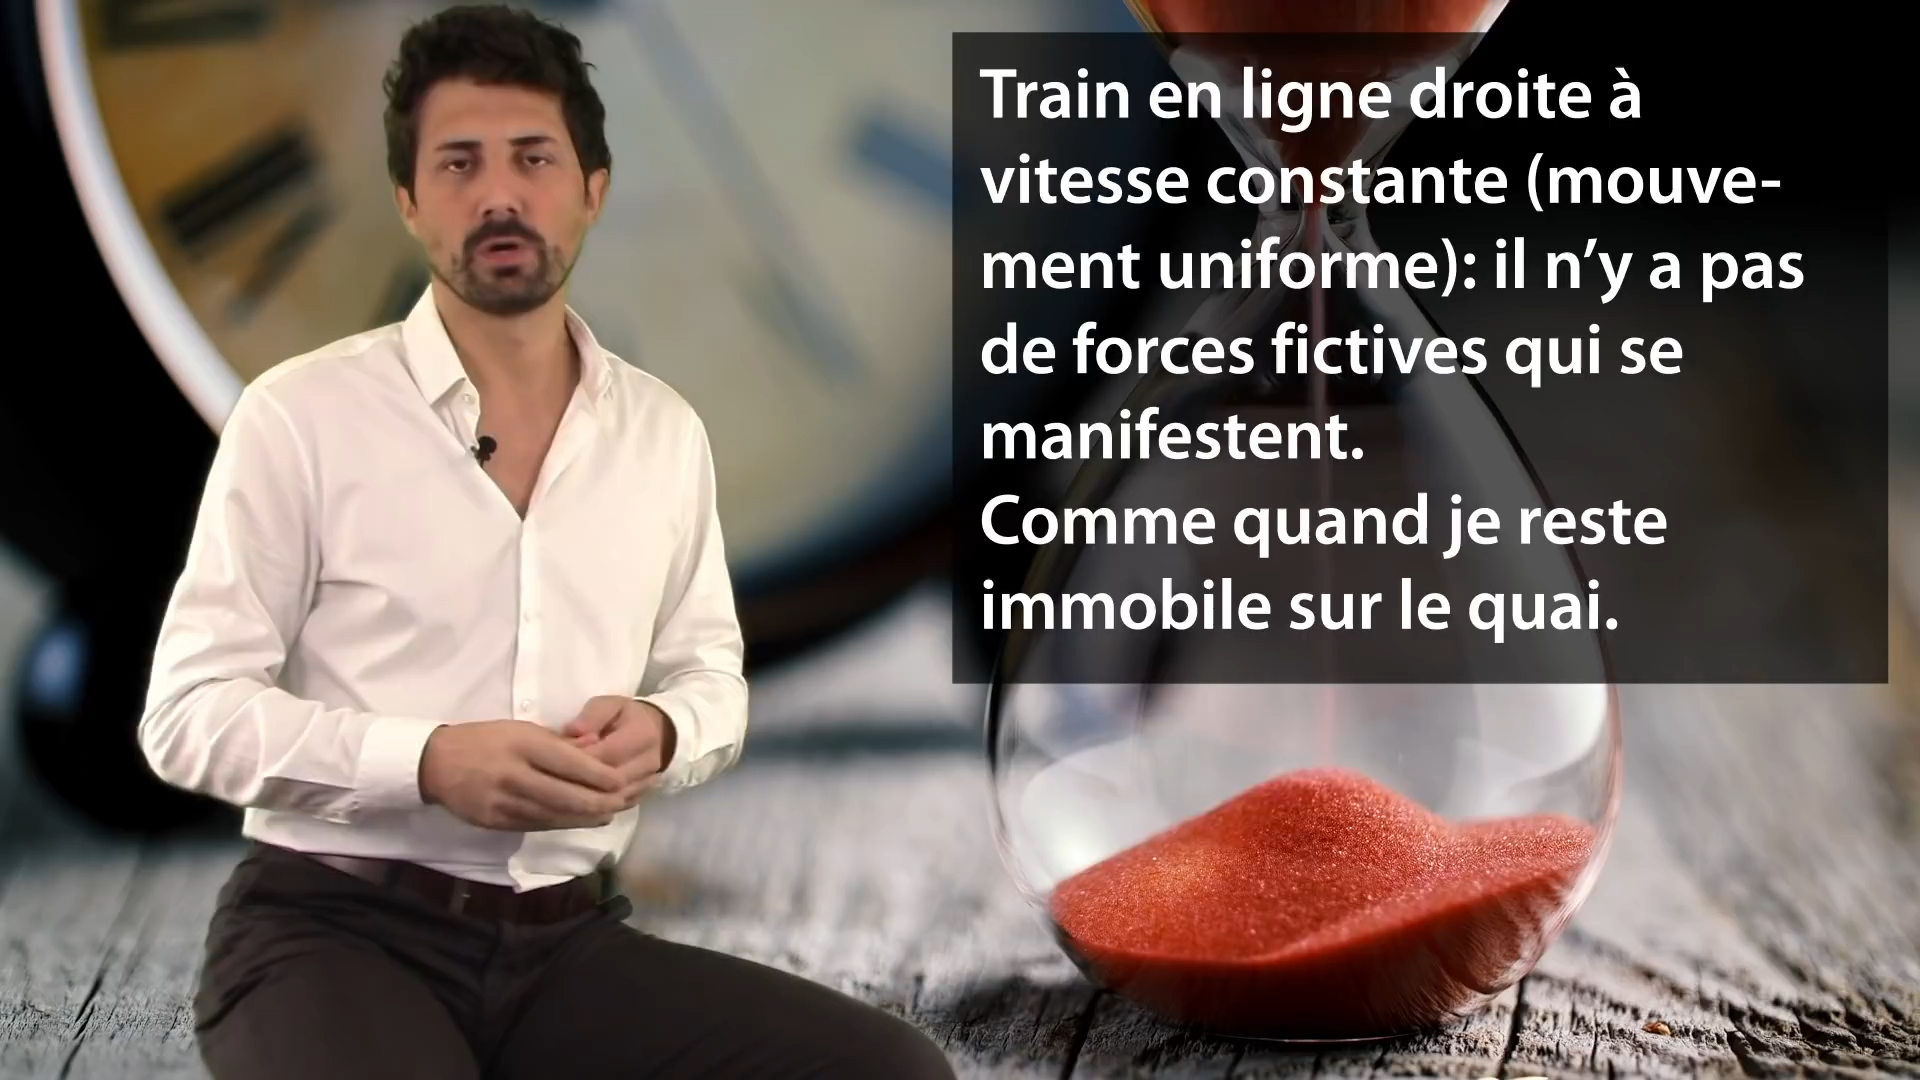 Train en ligne droite à
vitesse constante (mouve-
ment uniforme): il n’y a pas
de forces fictives qui se
manifestent.
Comme quand je reste
immobile sur le quai.